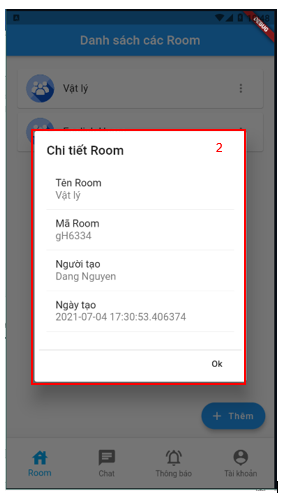 DEBUG
Danh sách các Room
Vật lý
Chi tiết Room
2
Tên Room
Vật lý
Mã Room
gH6334
Người tạo
Dang Nguyen
Ngày tạo
2021-07-04 17:30:53.406374
Ok
+ Thêm
Room
Chat
Thông báo
Tài khoản